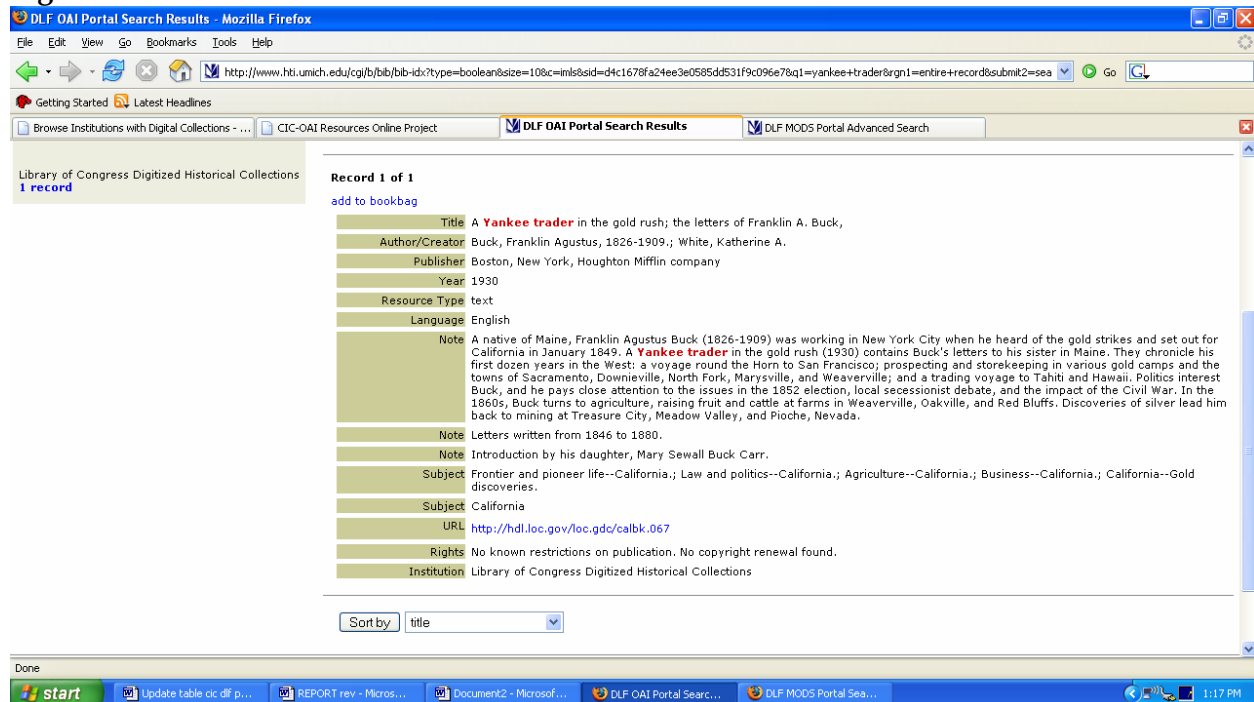 DLF OAI Portal Search Results - Mozilla Firefox
File Edit View Go Bookmarks Tools Help
http://www.hti.umich.edu/cgi/b/bib/bib-idx?type=boolean&size=10&c=imls&sid=d4c1678fa24ee3e0585dd531f9c096e7&q1=yankee+trader&rgn1=entire+record&submit2=sea Go
Getting Started Latest Headlines
Browse Institutions with Digital Collections - ... CIC-OAI Resources Online Project DLF OAI Portal Search Results DLF MODS Portal Advanced Search
Library of Congress Digitized Historical Collections
1 record
Record 1 of 1
add to bookbag
Title A Yankee trader in the gold rush; the letters of Franklin A. Buck,
Author/Creator Buck, Franklin Agustus, 1826-1909.; White, Katherine A.
Publisher Boston, New York, Houghton Mifflin company
Year 1930
Resource Type text
Language English
Note A native of Maine, Franklin Agustus Buck (1826-1909) was working in New York City when he heard of the gold strikes and set out for
California in January 1849. A Yankee trader in the gold rush (1930) contains Buck's letters to his sister in Maine. They chronicle his
first dozen years in the West: a voyage round the Horn to San Francisco; prospecting and storekeeping in various gold camps and the
towns of Sacramento, Downieville, North Fork, Marysville, and Weaverville; and a trading voyage to Tahiti and Hawaii. Politics interest
Buck, and he pays close attention to the issues in the 1852 election, local secessionist debate, and the impact of the Civil War. In the
1860s, Buck turns to agriculture, raising fruit and cattle at farms in Weaverville, Oakville, and Red Bluffs. Discoveries of silver lead him
back to mining at Treasure City, Meadow Valley, and Pioche, Nevada.
Note Letters written from 1846 to 1880.
Note Introduction by his daughter, Mary Sewall Buck Carr.
Subject Frontier and pioneer life--California.; Law and politics--California.; Agriculture--California.; Business--California.; California--Gold
discoveries.
Subject California
URL http://hdl.loc.gov/loc.gdc/calbk.067
Rights No known restrictions on publication. No copyright renewal found.
Institution Library of Congress Digitized Historical Collections
Sort by title
Done
start Update table cic dlf p... REPORT rev - Micros... Document2 - Microsof... DLF OAI Portal Searc... DLF MODS Portal Sea... 1:17 PM